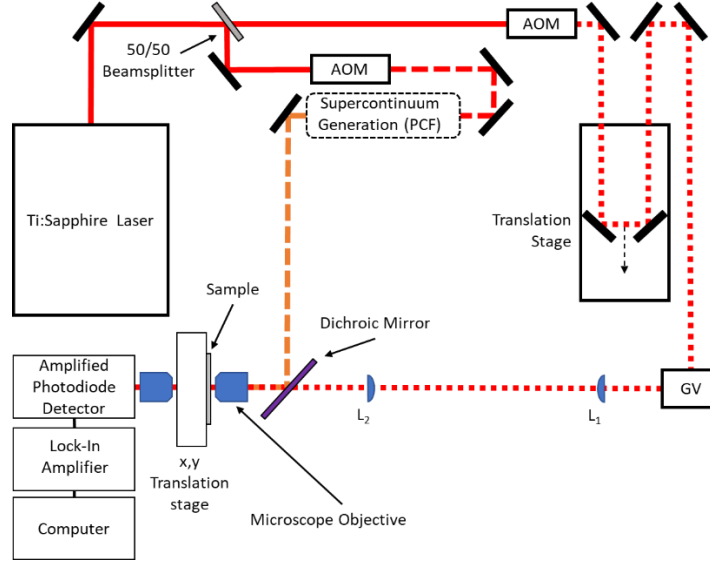 50/50
Beamsplitter
AOM
AOM
Supercontinuum
Generation (PCF)
Ti:Sapphire Laser
Translation
Stage
Sample
Dichroic Mirror
Amplified
Photodiode
Detector
GV
L2
L1
Lock-In
Amplifier
x,y
Translation
stage
Microscope Objective
Computer